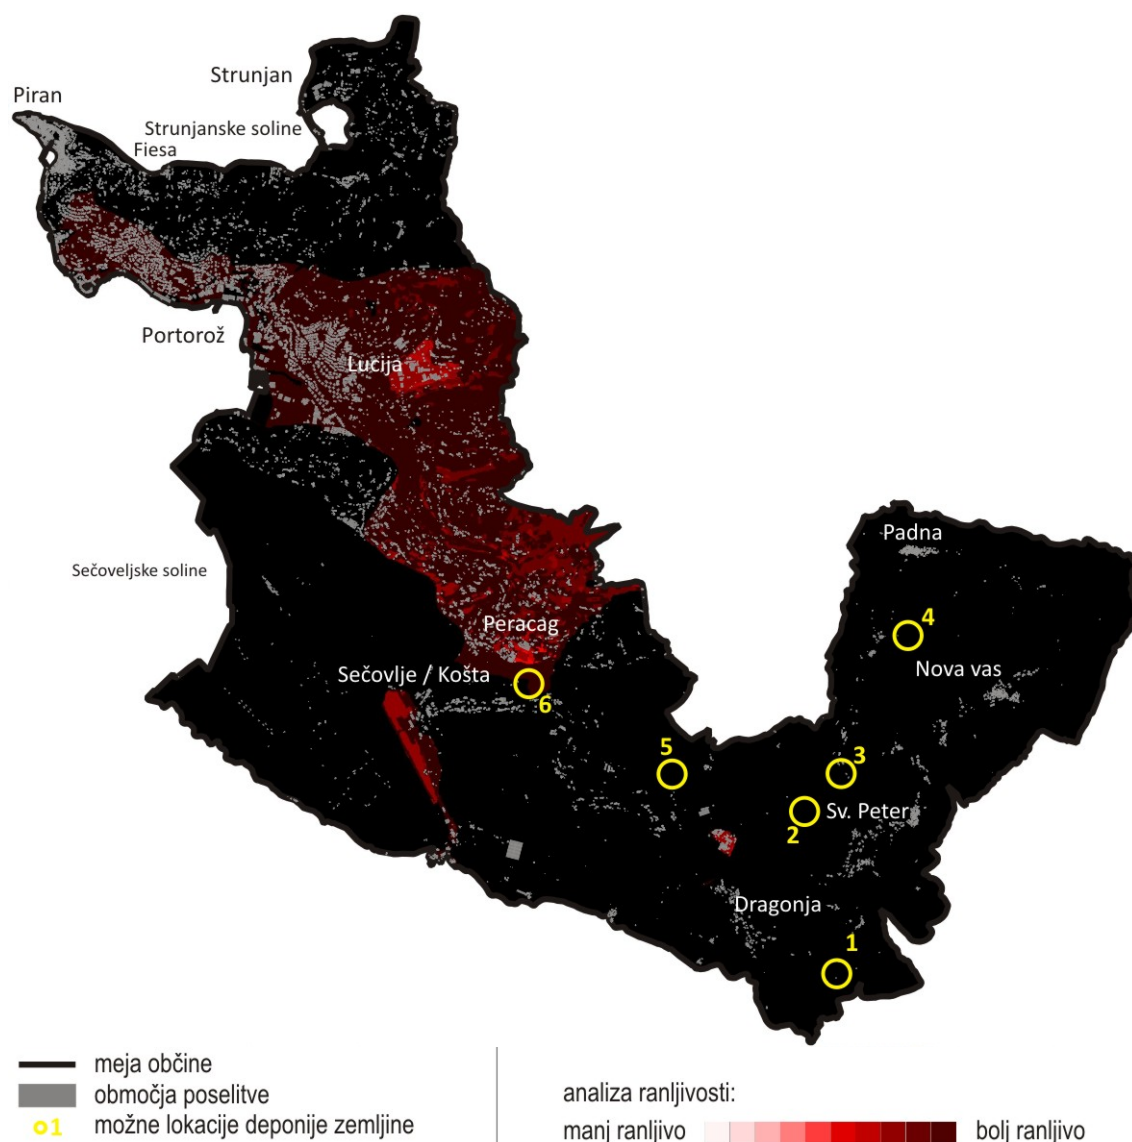 Strunjan
Piran
Strunjanske soline
Fiesa
Portorož
Lucija
Padna
Sečoveljske soline
Peracag
4
Nova vas
Sečovlje / Košta
6
5
3
Sv. Peter
2
Dragonja
1
meja občine
območja poselitve
1 možne lokacije deponije zemljine
analiza ranljivosti:
manj ranljivo bolj ranljivo